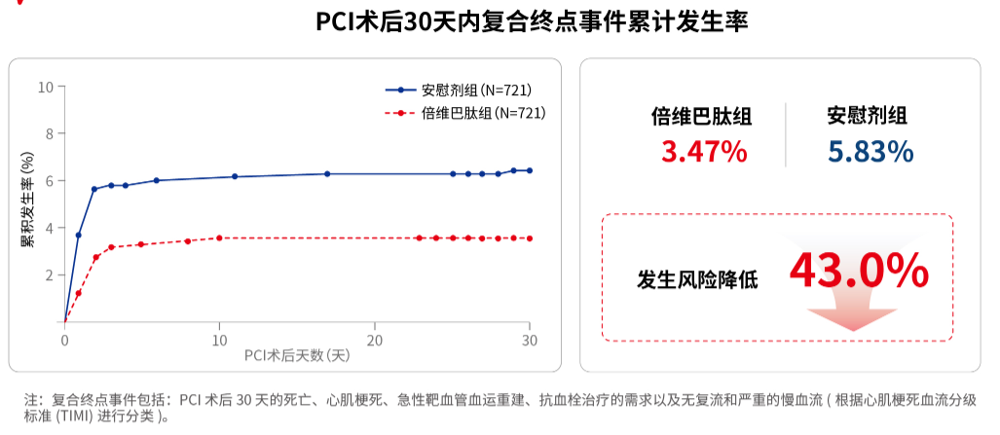 PCI术后30天内复合终点事件累计发生率
安慰剂组(N=721)
倍维巴肽组(N=721)
累积发生率(%)
10
8
6
4
2
0
10
20
30
PCI术后天数(天)
倍维巴肽组
3.47%
安慰剂组
5.83%
发生风险降低
43.0%
注：复合终点事件包括：PCI 术后 30 天的死亡、心肌梗死、急性靶血管血运重建、抗血栓治疗的需求以及无复流和严重的慢血流 ( 根据心肌梗死血流分级
标准 (TIMI) 进行分类 )。